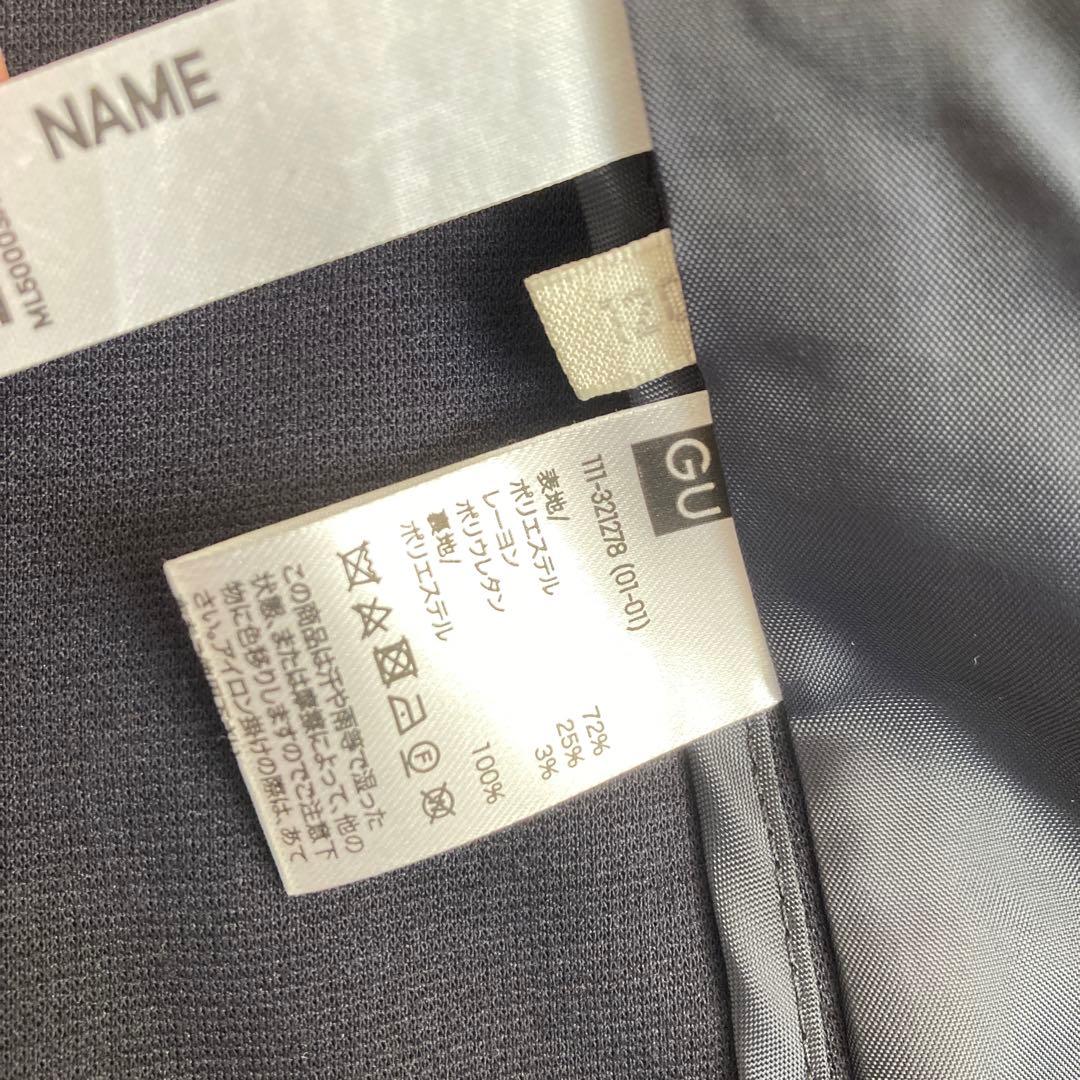 NAME
ML50003
GU
111-321278 (01-01)
表地/
ポリエステル 72%
レーヨン 25%
ポリウレタン 3%
裏地/
ポリエステル 100%
この商品は汗や雨等で湿った
状態、または摩擦によって、他の
物に色移りしますのでご注意下
さい。アイロン掛けの際は、あて